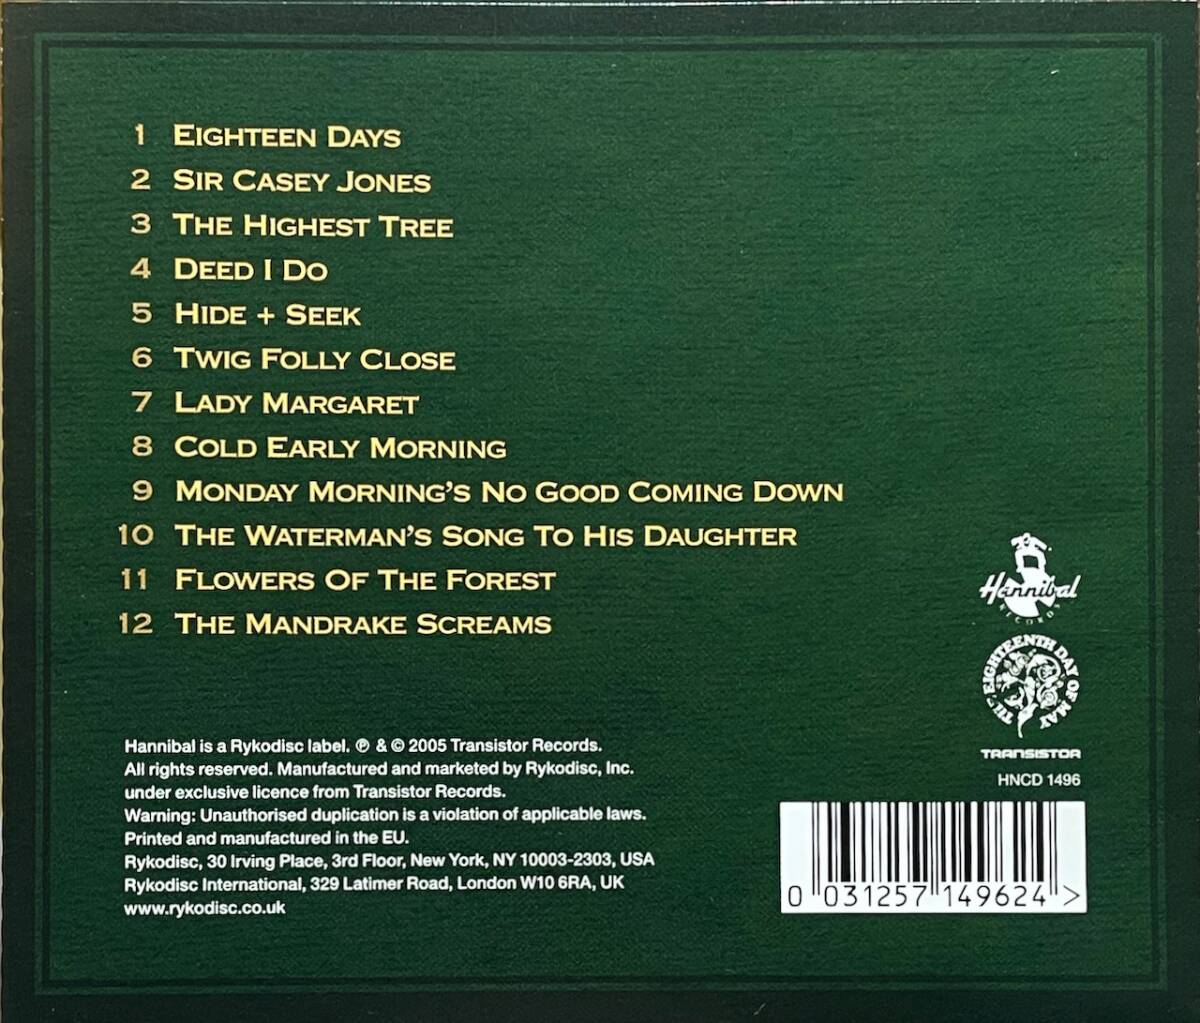 1 EIGHTEEN DAYS
2 SIR CASEY JONES
3 THE HIGHEST TREE
4 DEED I DO
5 HIDE + SEEK
6 TWIG FOLLY CLOSE
7 LADY MARGARET
8 COLD EARLY MORNING
9 MONDAY MORNING'S NO GOOD COMING DOWN
10 THE WATERMAN'S SONG TO HIS DAUGHTER
11 FLOWERS OF THE FOREST
12 THE MANDRAKE SCREAMS
Hannibal
RECORDS
THE EIGHTEENTH DAY OF MAY
TRANSISTOR
HNCD 1496
Hannibal is a Rykodisc label. ℗ & © 2005 Transistor Records.
All rights reserved. Manufactured and marketed by Rykodisc, Inc.
under exclusive licence from Transistor Records.
Warning: Unauthorised duplication is a violation of applicable laws.
Printed and manufactured in the EU.
Rykodisc, 30 Irving Place, 3rd Floor, New York, NY 10003-2303, USA
Rykodisc International, 329 Latimer Road, London W10 6RA, UK
www.rykodisc.co.uk
0 031257 149624 >